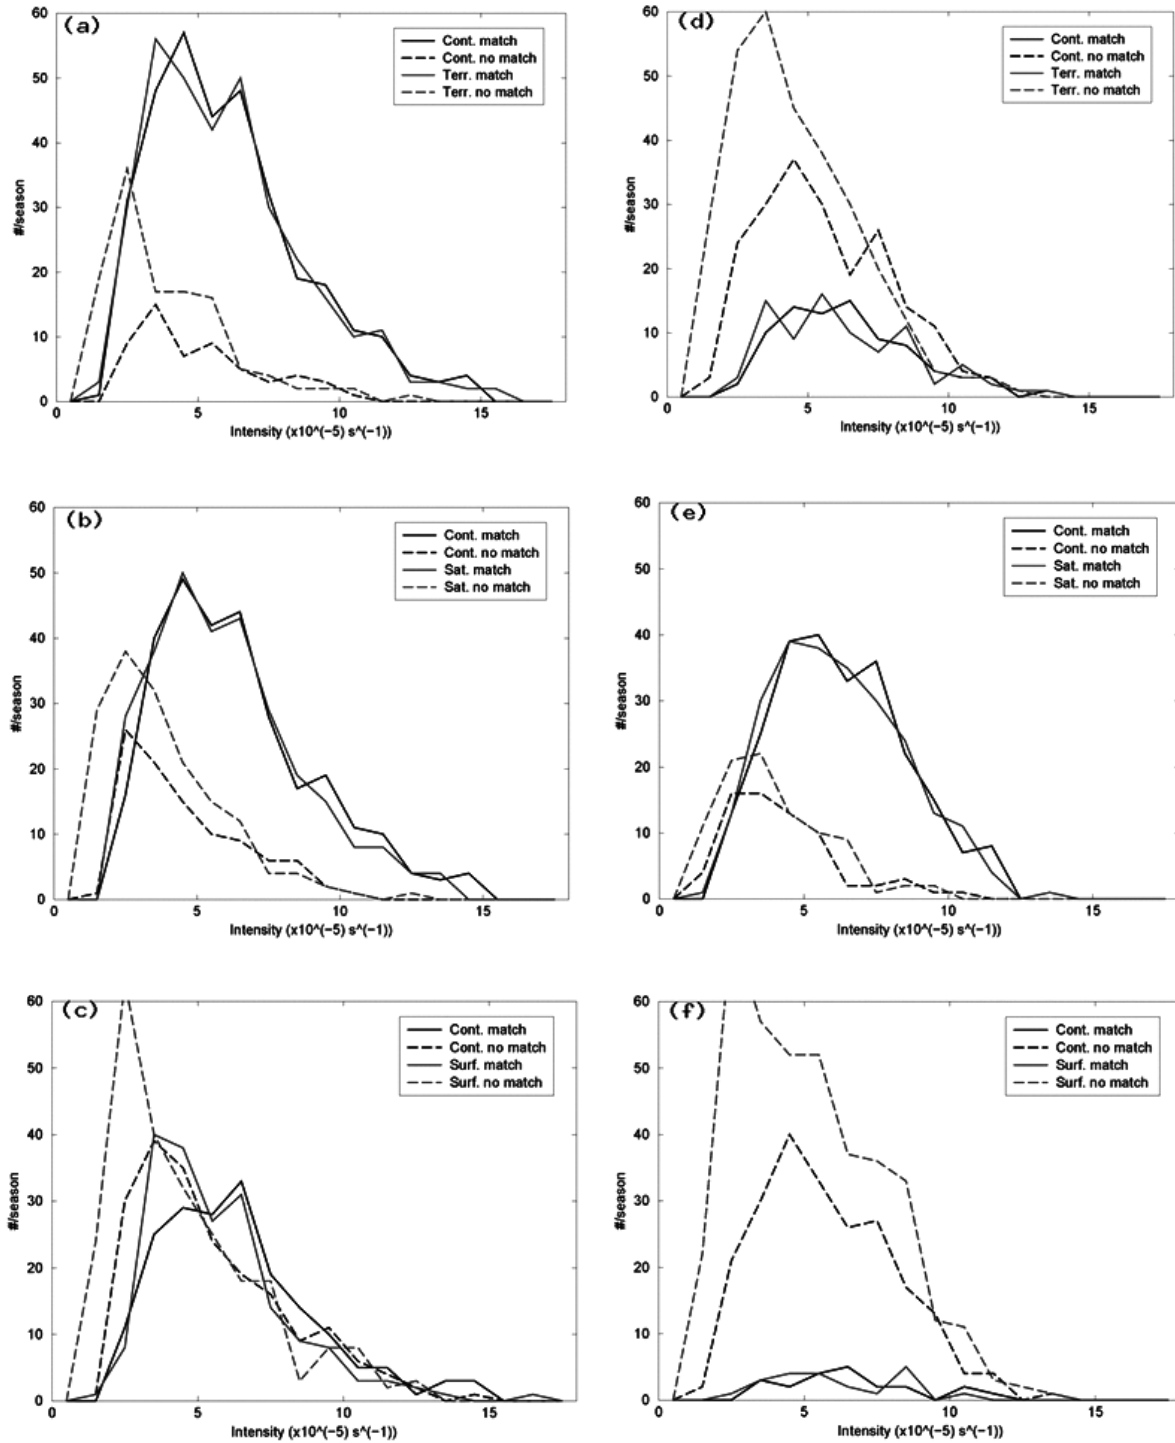 (a)
60
50
40
30
20
10
0
#/season
Cont. match
Cont. no match
Terr. match
Terr. no match
0 5 10 15
Intensity (x10^(−5) s^(−1))
(d)
60
50
40
30
20
10
0
#/season
Cont. match
Cont. no match
Terr. match
Terr. no match
0 5 10 15
Intensity (x10^(−5) s^(−1))
(b)
60
50
40
30
20
10
0
#/season
Cont. match
Cont. no match
Sat. match
Sat. no match
0 5 10 15
Intensity (x10^(−5) s^(−1))
(e)
60
50
40
30
20
10
0
#/season
Cont. match
Cont. no match
Sat. match
Sat. no match
0 5 10 15
Intensity (x10^(−5) s^(−1))
(c)
60
50
40
30
20
10
0
#/season
Cont. match
Cont. no match
Surf. match
Surf. no match
0 5 10 15
Intensity (x10^(−5) s^(−1))
(f)
60
50
40
30
20
10
0
#/season
Cont. match
Cont. no match
Surf. match
Surf. no match
0 5 10 15
Intensity (x10^(−5) s^(−1))